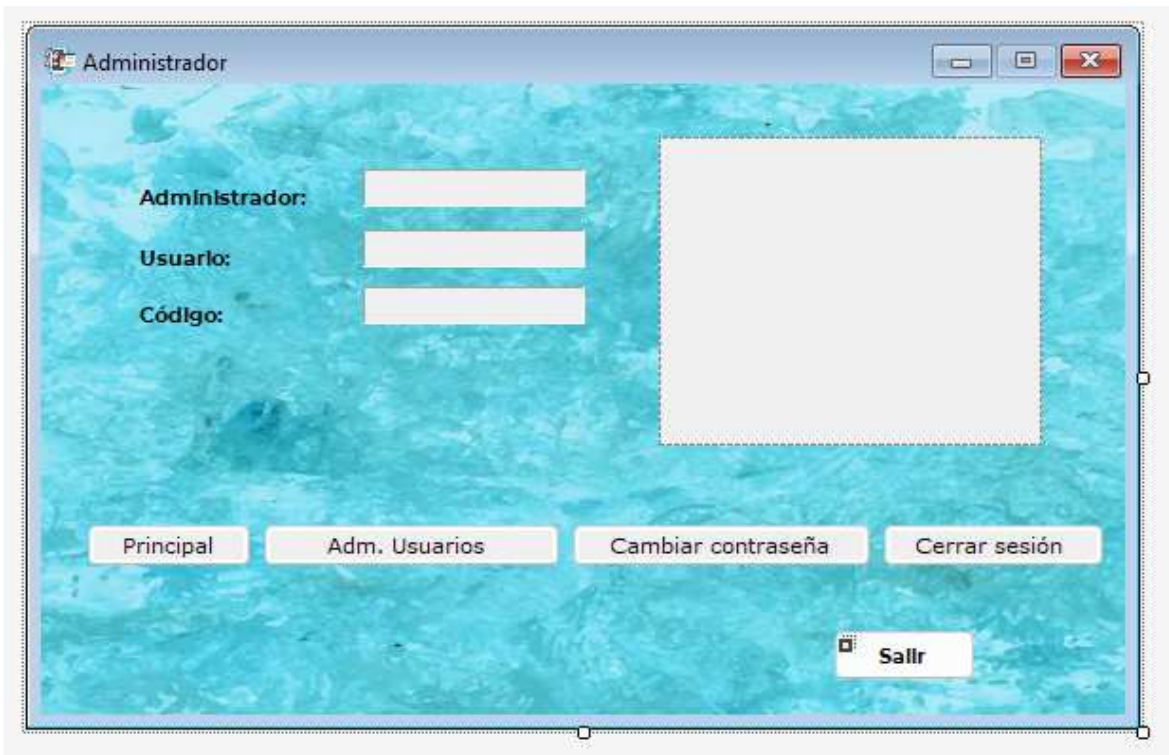 Administrador
Administrador:
Usuario:
Código:
Principal
Adm. Usuarios
Cambiar contraseña
Cerrar sesión
Salir